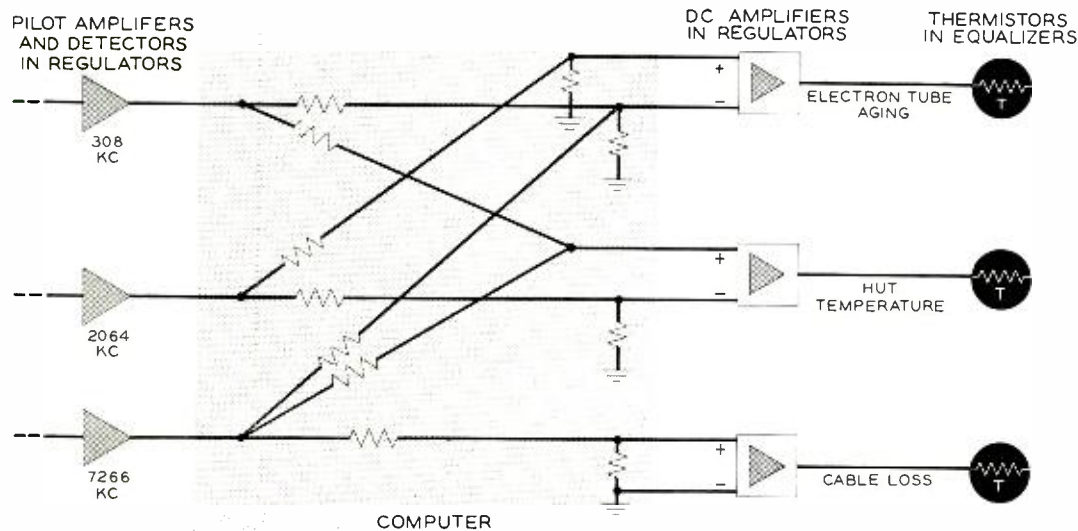 PILOT AMPLIFERS
AND DETECTORS
IN REGULATORS
DC AMPLIFIERS
IN REGULATORS
THERMISTORS
IN EQUALIZERS
308
KC
+
−
ELECTRON TUBE
AGING
T
2064
KC
+
−
HUT
TEMPERATURE
T
7266
KC
+
−
CABLE LOSS
T
COMPUTER